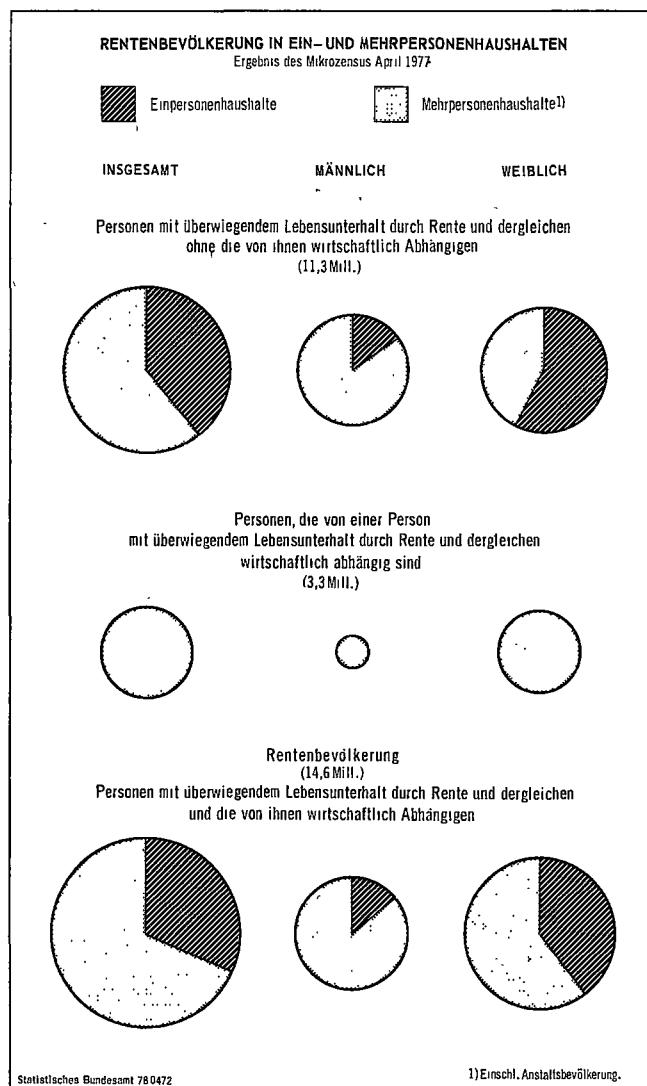 RENTENBEVÖLKERUNG IN EIN- UND MEHRPERSONENHAUSHALTEN
Ergebnis des Mikrozensus April 1977
Einpersonenhaushalte
Mehrpersonenhaushalte1)
INSGESAMT MÄNNLICH WEIBLICH
Personen mit überwiegendem Lebensunterhalt durch Rente und dergleichen
ohne die von ihnen wirtschaftlich Abhängigen
(11,3 Mill.)
Personen, die von einer Person
mit überwiegendem Lebensunterhalt durch Rente und dergleichen
wirtschaftlich abhängig sind
(3,3 Mill.)
Rentenbevölkerung
(14,6 Mill.)
Personen mit überwiegendem Lebensunterhalt durch Rente und dergleichen
und die von ihnen wirtschaftlich Abhängigen
Statistisches Bundesamt 780472
1) Einschl. Anstaltsbevölkerung.